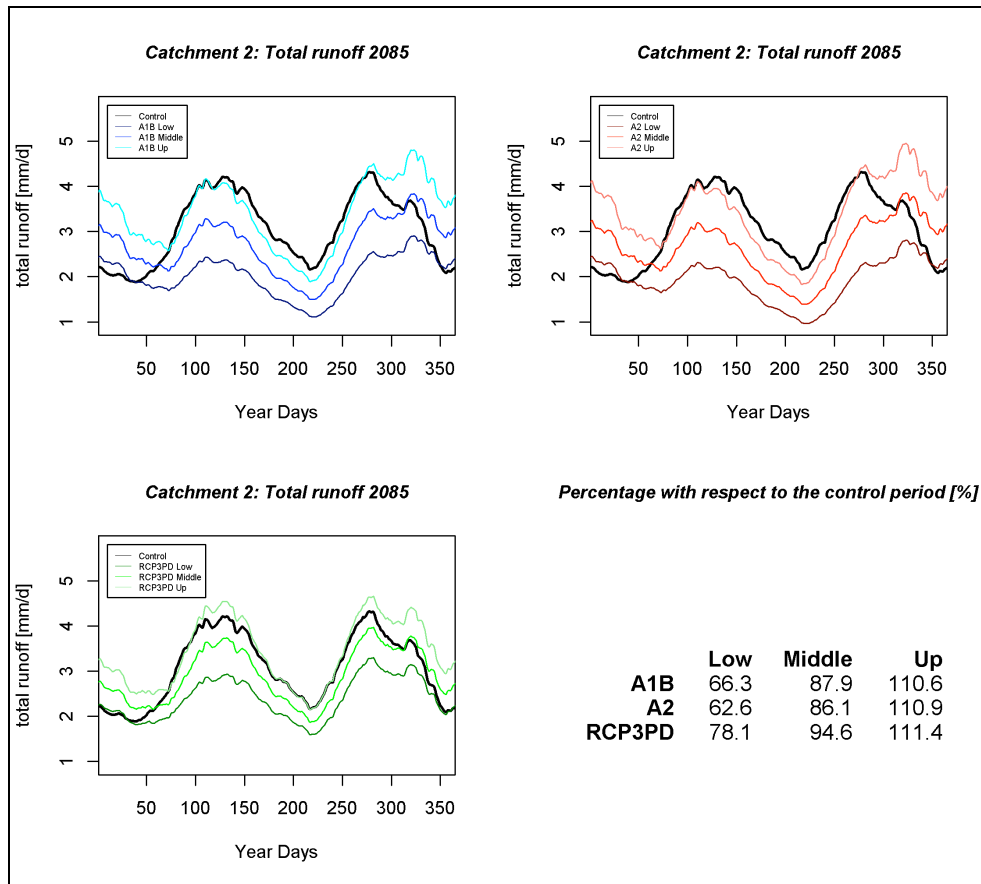 Catchment 2: Total runoff 2085
total runoff [mm/d]
Control
A1B Low
A1B Middle
A1B Up
5
4
3
2
1
50 100 150 200 250 300 350
Year Days
Catchment 2: Total runoff 2085
total runoff [mm/d]
Control
A2 Low
A2 Middle
A2 Up
5
4
3
2
1
50 100 150 200 250 300 350
Year Days
Catchment 2: Total runoff 2085
total runoff [mm/d]
Control
RCP3PD Low
RCP3PD Middle
RCP3PD Up
5
4
3
2
1
50 100 150 200 250 300 350
Year Days
Percentage with respect to the control period [%]
Low Middle Up
A1B 66.3 87.9 110.6
A2 62.6 86.1 110.9
RCP3PD 78.1 94.6 111.4